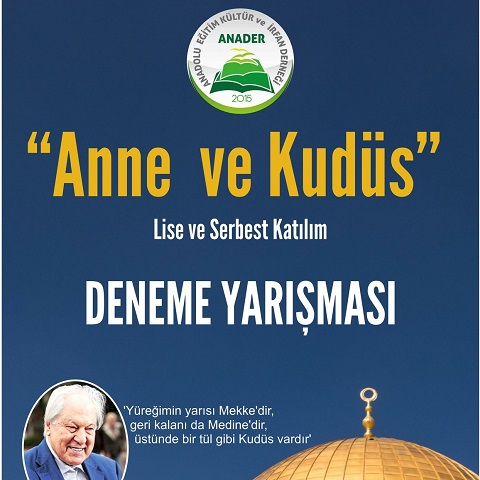 ANADOLU EĞİTİM KÜLTÜR ve İRFAN DERNEĞİ
ANADER
2015
“Anne ve Kudüs”
Lise ve Serbest Katılım
DENEME YARIŞMASI
'Yüreğimin yarısı Mekke'dir,
geri kalanı da Medine'dir,
üstünde bir tül gibi Kudüs vardır'